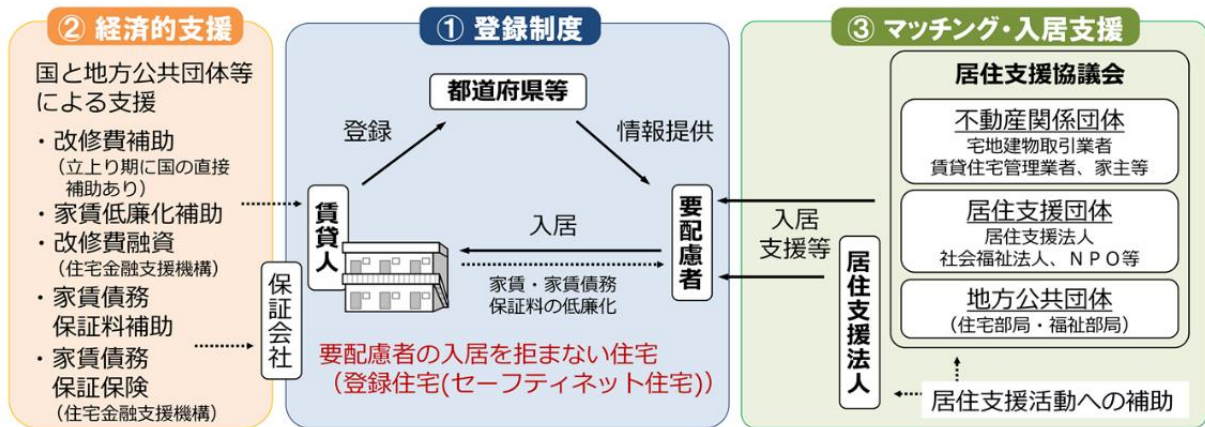 ② 経済的支援
国と地方公共団体等
による支援
・改修費補助
（立上り期に国の直接
補助あり）
・家賃低廉化補助
・改修費融資
（住宅金融支援機構）
・家賃債務
保証料補助
・家賃債務
保証保険
（住宅金融支援機構）
保証会社
① 登録制度
都道府県等
登録
情報提供
賃貸人
入居
家賃・家賃債務
保証料の低廉化
要配慮者
要配慮者の入居を拒まない住宅
（登録住宅(セーフティネット住宅)）
③ マッチング・入居支援
居住支援協議会
不動産関係団体
宅地建物取引業者
賃貸住宅管理業者、家主等
居住支援団体
居住支援法人
社会福祉法人、ＮＰＯ等
地方公共団体
（住宅部局・福祉部局）
入居
支援等
居住支援法人
居住支援活動への補助